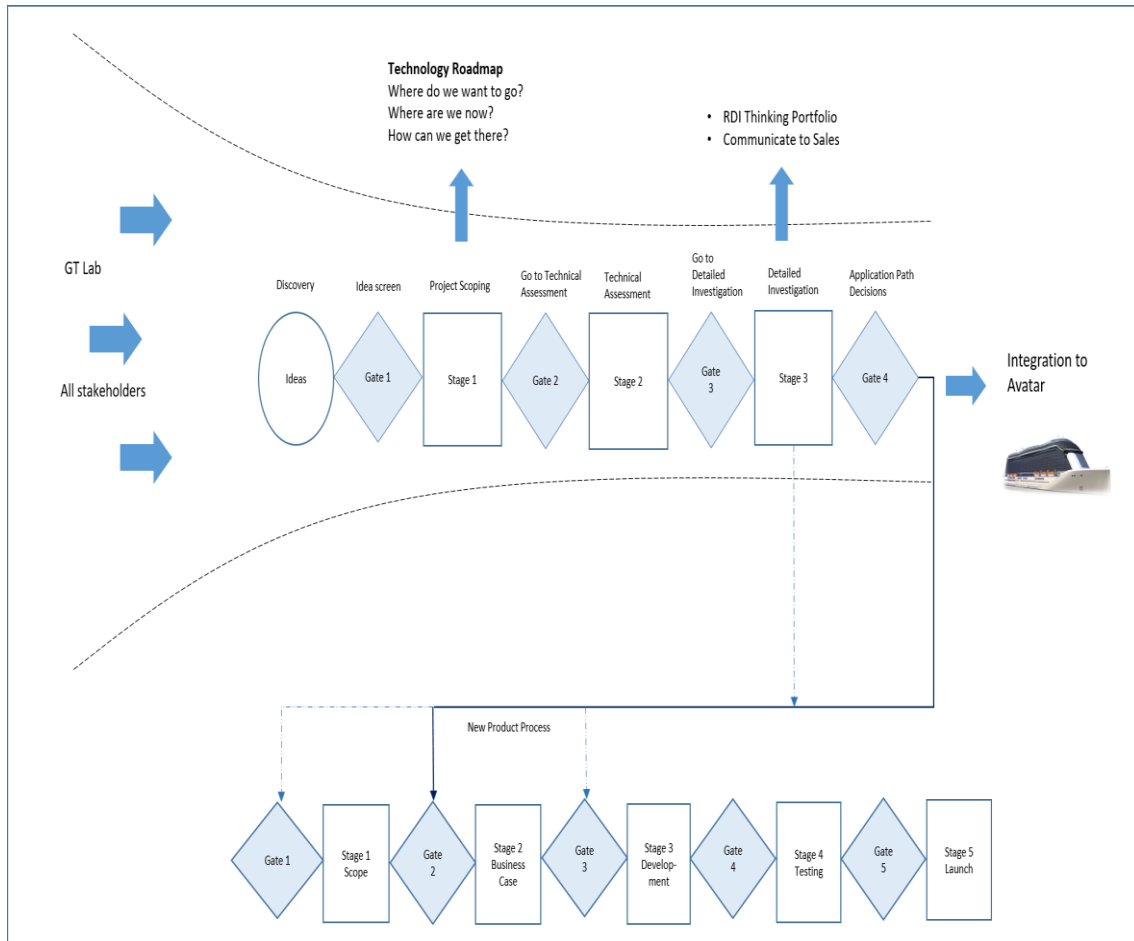 Technology Roadmap
Where do we want to go?
Where are we now?
How can we get there?
• RDI Thinking Portfolio
• Communicate to Sales
GT Lab
All stakeholders
Discovery
Idea screen
Project Scoping
Go to Technical
Assessment
Technical
Assessment
Go to
Detailed
Investigation
Detailed
Investigation
Application Path
Decisions
Ideas
Gate 1
Stage 1
Gate 2
Stage 2
Gate
3
Stage 3
Gate 4
Integration to
Avatar
New Product Process
Gate 1
Stage 1
Scope
Gate
2
Stage 2
Business
Case
Gate
3
Stage 3
Develop-
ment
Gate
4
Stage 4
Testing
Gate
5
Stage 5
Launch